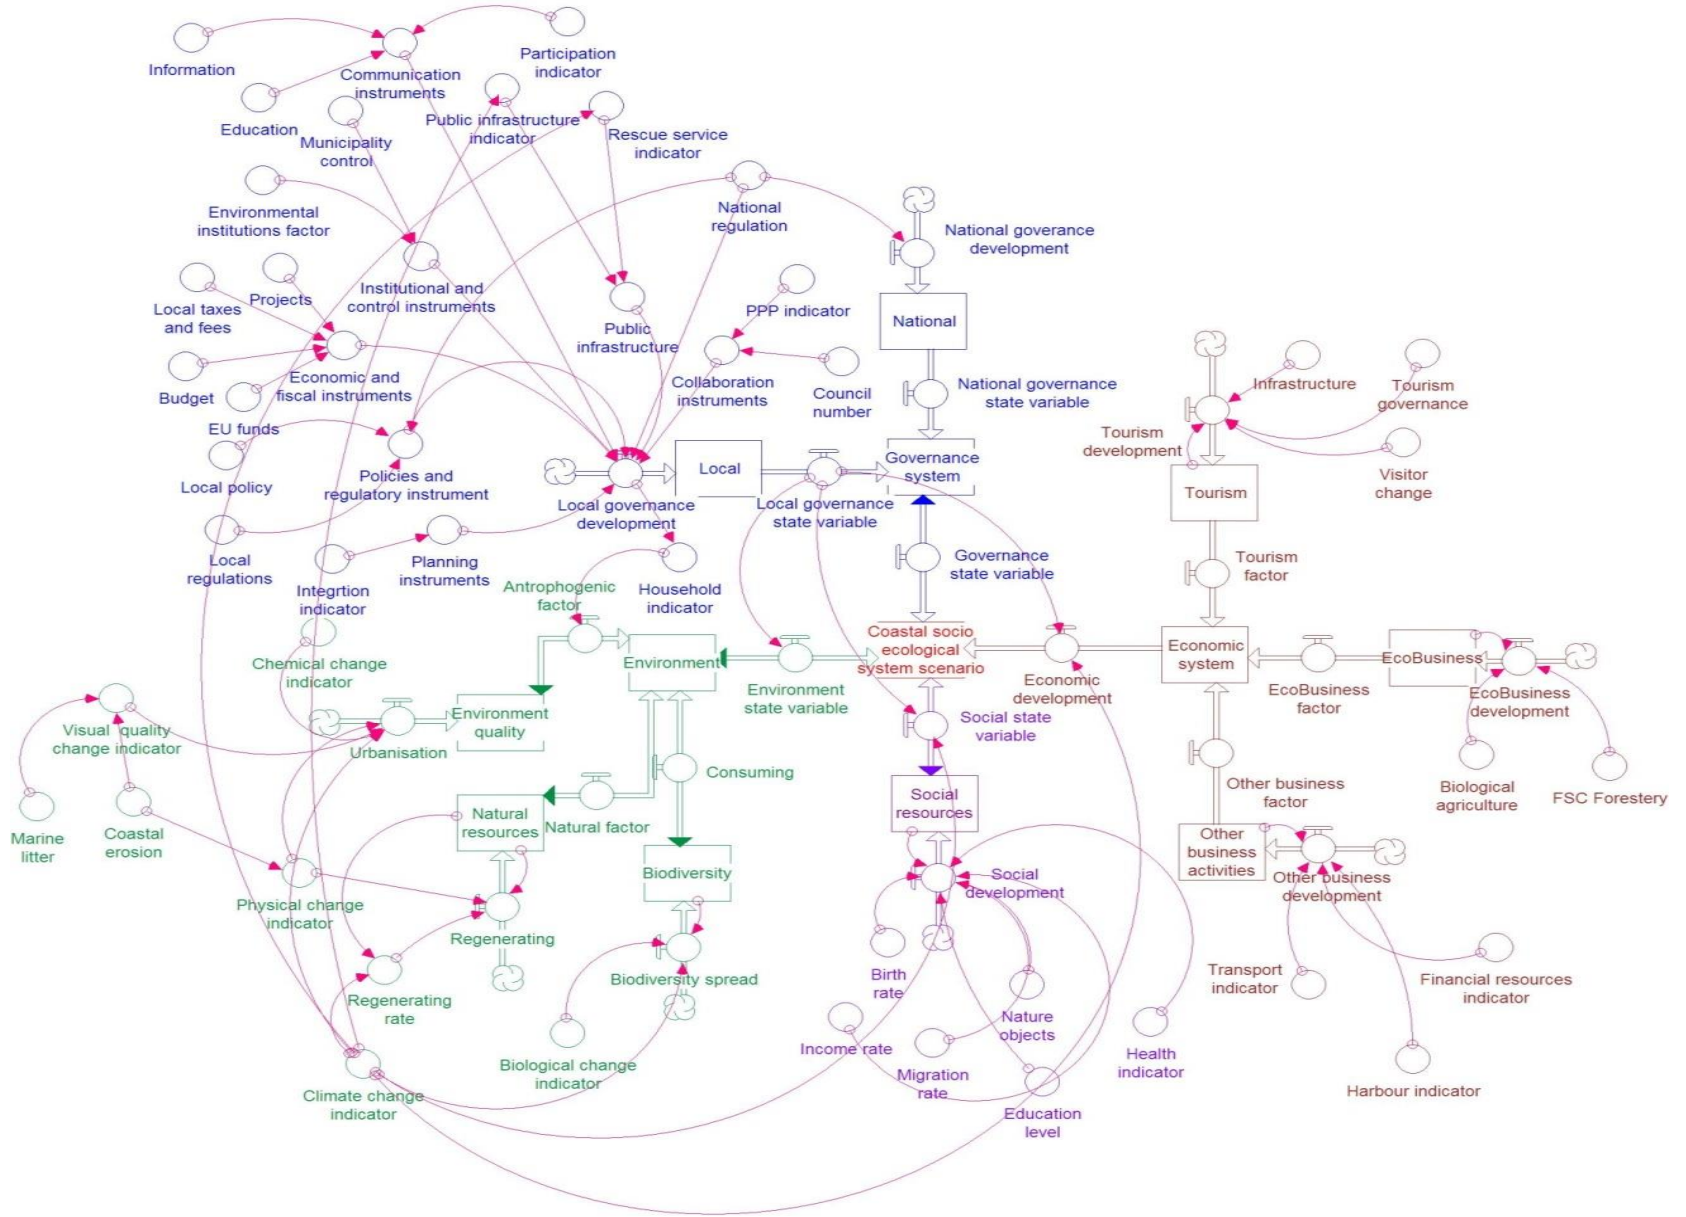 Information
Participation
indicator
Communication
instruments
Education
Municipality
control
Public infrastructure
indicator
Rescue service
indicator
Environmental
institutions factor
National
regulation
National goverance
development
Institutional and
control instruments
Local taxes
and fees
Projects
PPP indicator
National
Public
infrastructure
Budget
Economic and
fiscal instruments
Collaboration
instruments
Council
number
National governance
state variable
Infrastructure
Tourism
governance
EU funds
Tourism
development
Local policy
Policies and
regulatory instrument
Local
Governance
system
Visitor
change
Tourism
Local governance
development
Local governance
state variable
Local
regulations
Planning
instruments
Integrtion
indicator
Household
indicator
Governance
state variable
Tourism
factor
Antrophogenic
factor
Chemical change
indicator
Environment
Coastal socio
ecological
system scenario
Economic
system
EcoBusiness
Environment
state variable
Economic
development
EcoBusiness
factor
EcoBusiness
development
Visual quality
change indicator
Environment
quality
Urbanisation
Social state
variable
Consuming
Marine
litter
Coastal
erosion
Natural
resources
Natural factor
Social
resources
Other business
factor
Biological
agriculture
FSC Forestery
Biodiversity
Other
business
activities
Other business
development
Physical change
indicator
Social
development
Regenerating
Biodiversity spread
Birth
rate
Transport
indicator
Financial resources
indicator
Regenerating
rate
Nature
objects
Income rate
Health
indicator
Biological change
indicator
Migration
rate
Harbour indicator
Climate change
indicator
Education
level